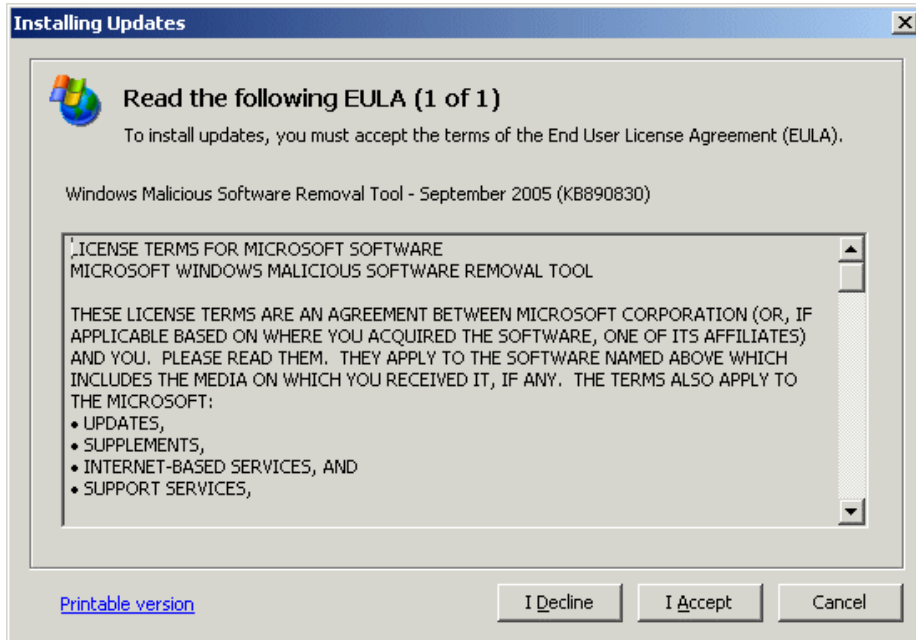 Installing Updates
Read the following EULA (1 of 1)
To install updates, you must accept the terms of the End User License Agreement (EULA).
Windows Malicious Software Removal Tool - September 2005 (KB890830)
LICENSE TERMS FOR MICROSOFT SOFTWARE
MICROSOFT WINDOWS MALICIOUS SOFTWARE REMOVAL TOOL
THESE LICENSE TERMS ARE AN AGREEMENT BETWEEN MICROSOFT CORPORATION (OR, IF
APPLICABLE BASED ON WHERE YOU ACQUIRED THE SOFTWARE, ONE OF ITS AFFILIATES)
AND YOU.  PLEASE READ THEM.  THEY APPLY TO THE SOFTWARE NAMED ABOVE WHICH
INCLUDES THE MEDIA ON WHICH YOU RECEIVED IT, IF ANY.  THE TERMS ALSO APPLY TO
THE MICROSOFT:
• UPDATES,
• SUPPLEMENTS,
• INTERNET-BASED SERVICES, AND
• SUPPORT SERVICES,
Printable version
I Decline
I Accept
Cancel